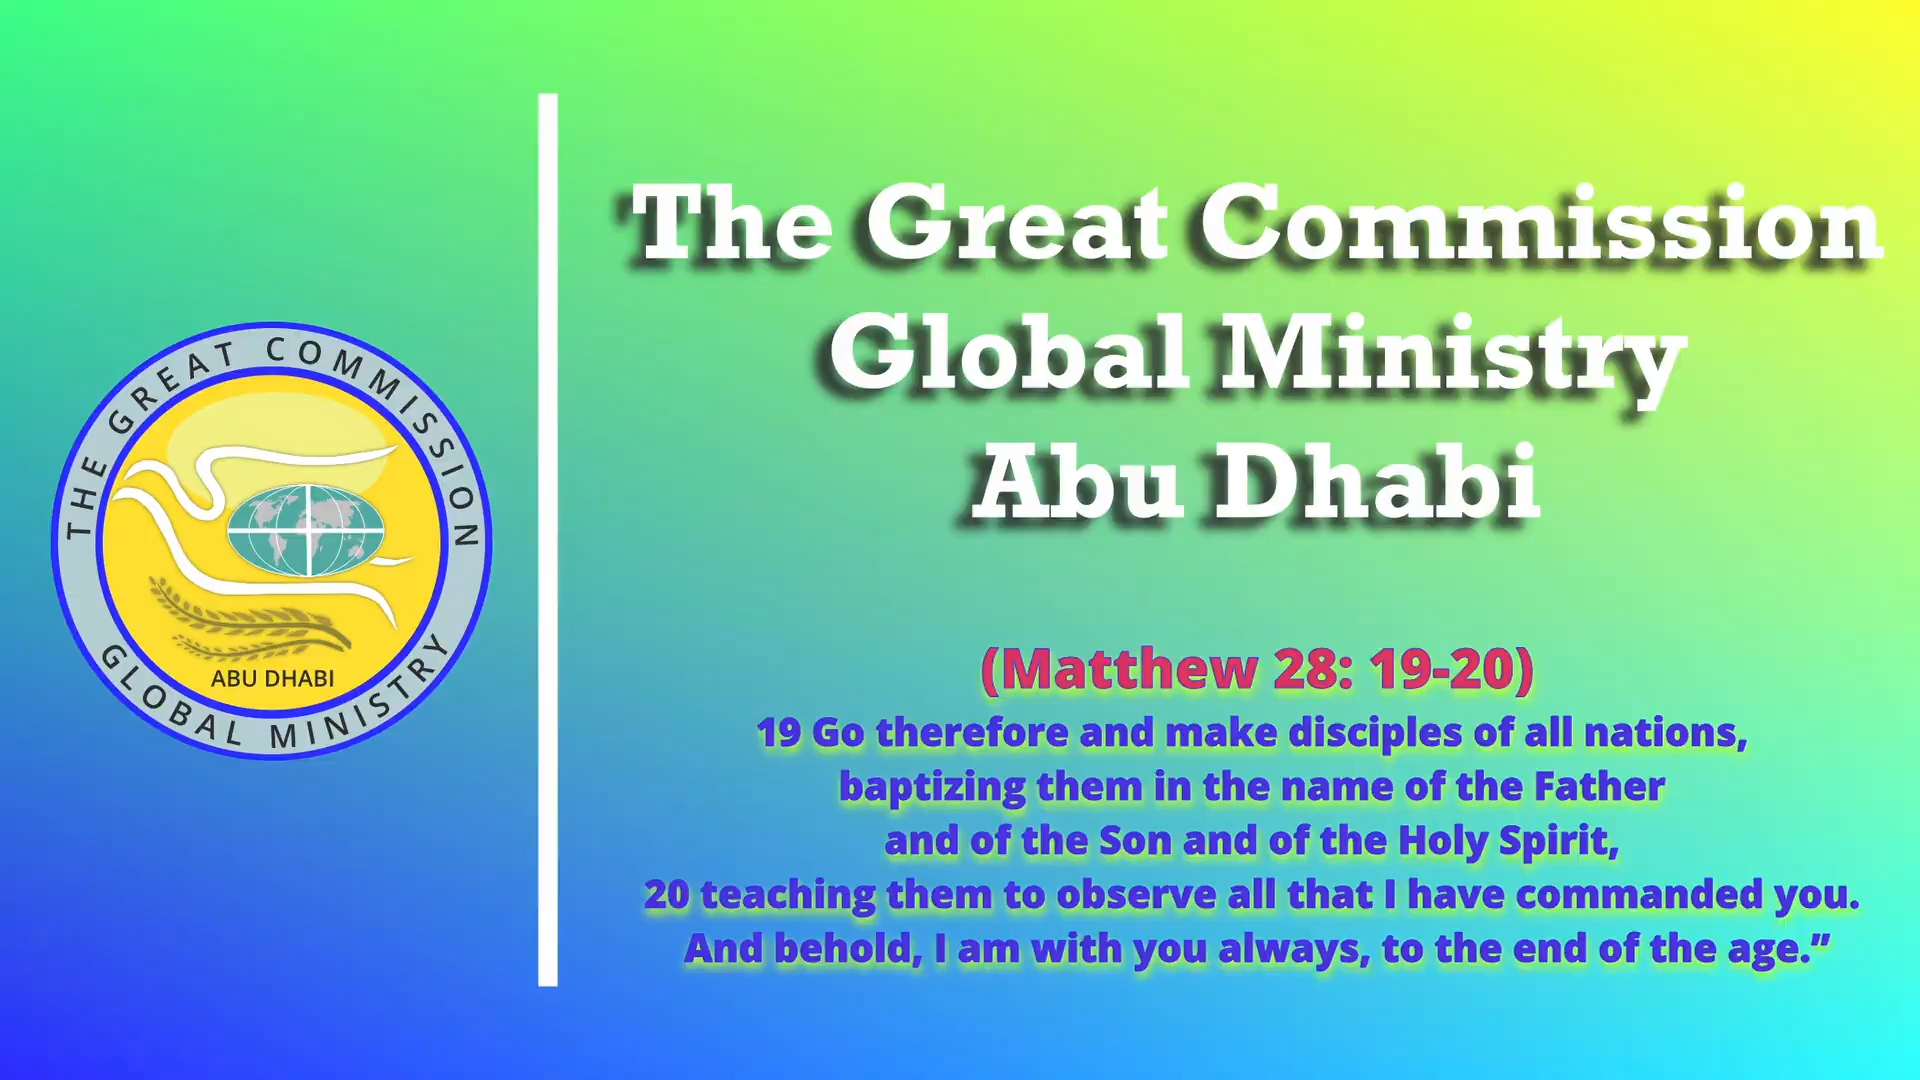 THE GREAT COMMISSION
ABU DHABI
GLOBAL MINISTRY
The Great Commission
Global Ministry
Abu Dhabi
(Matthew 28: 19-20)
19 Go therefore and make disciples of all nations,
baptizing them in the name of the Father
and of the Son and of the Holy Spirit,
20 teaching them to observe all that I have commanded you.
And behold, I am with you always, to the end of the age.”